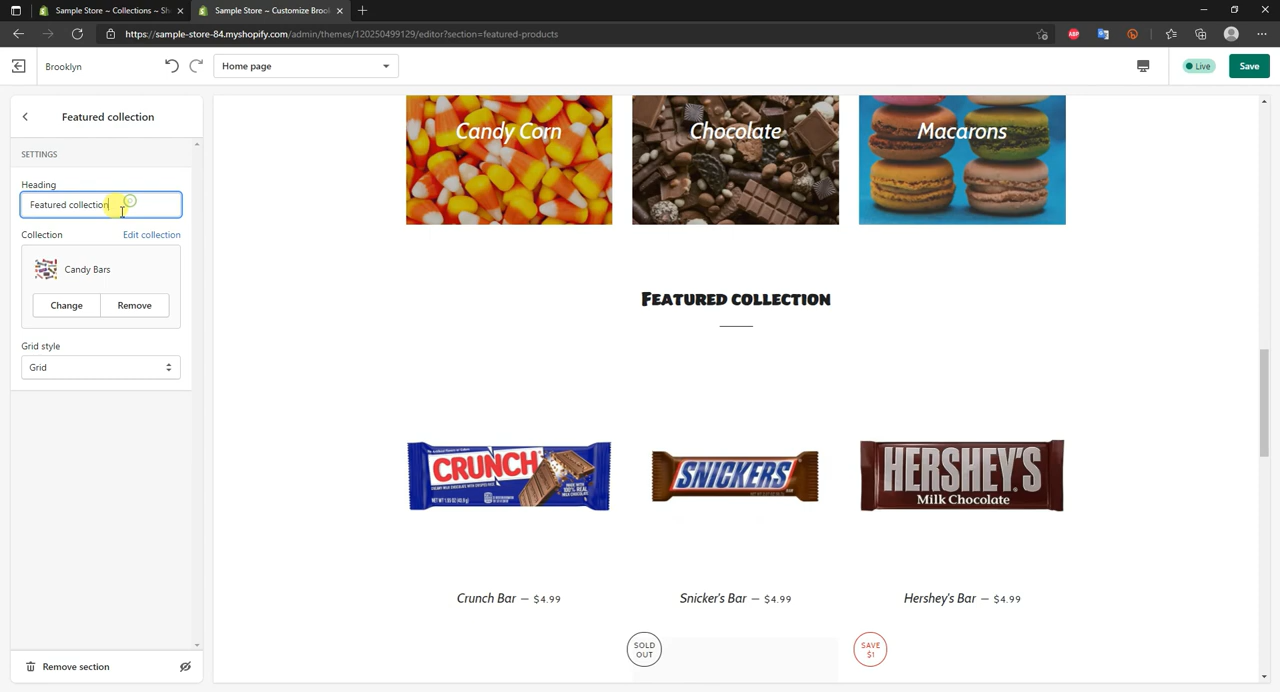 Sample Store ~ Collections ~ Sh
Sample Store ~ Customize Brook
https://sample-store-84.myshopify.com/admin/themes/120250499129/editor?section=featured-products
ABP
Brooklyn
Home page
Live
Save
Featured collection
SETTINGS
Heading
Featured collection
Collection
Edit collection
Candy Bars
Change
Remove
Grid style
Grid
Remove section
Candy Corn
Chocolate
Macarons
Featured collection
CRUNCH
SNICKERS
HERSHEY'S
Milk Chocolate
Crunch Bar — $4.99
Snicker's Bar — $4.99
Hershey's Bar — $4.99
SOLD
OUT
SAVE
$1